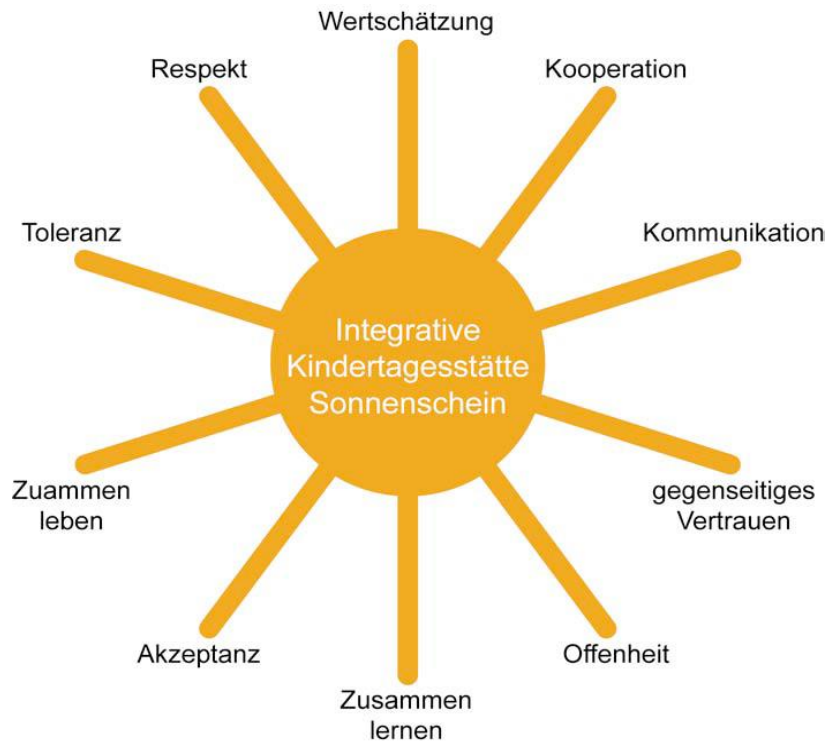 Wertschätzung
Respekt
Kooperation
Toleranz
Kommunikation
Integrative
Kindertagesstätte
Sonnenschein
Zuammen
leben
gegenseitiges
Vertrauen
Akzeptanz
Offenheit
Zusammen
lernen